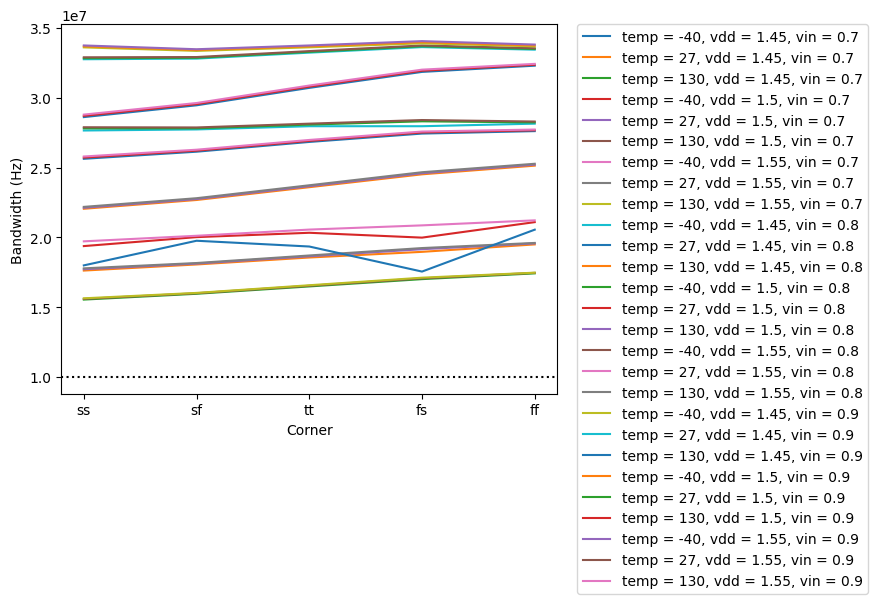 1e7
3.5
3.0
2.5
2.0
1.5
1.0
Bandwidth (Hz)
ss
sf
tt
fs
ff
Corner
temp = -40, vdd = 1.45, vin = 0.7
temp = 27, vdd = 1.45, vin = 0.7
temp = 130, vdd = 1.45, vin = 0.7
temp = -40, vdd = 1.5, vin = 0.7
temp = 27, vdd = 1.5, vin = 0.7
temp = 130, vdd = 1.5, vin = 0.7
temp = -40, vdd = 1.55, vin = 0.7
temp = 27, vdd = 1.55, vin = 0.7
temp = 130, vdd = 1.55, vin = 0.7
temp = -40, vdd = 1.45, vin = 0.8
temp = 27, vdd = 1.45, vin = 0.8
temp = 130, vdd = 1.45, vin = 0.8
temp = -40, vdd = 1.5, vin = 0.8
temp = 27, vdd = 1.5, vin = 0.8
temp = 130, vdd = 1.5, vin = 0.8
temp = -40, vdd = 1.55, vin = 0.8
temp = 27, vdd = 1.55, vin = 0.8
temp = 130, vdd = 1.55, vin = 0.8
temp = -40, vdd = 1.45, vin = 0.9
temp = 27, vdd = 1.45, vin = 0.9
temp = 130, vdd = 1.45, vin = 0.9
temp = -40, vdd = 1.5, vin = 0.9
temp = 27, vdd = 1.5, vin = 0.9
temp = 130, vdd = 1.5, vin = 0.9
temp = -40, vdd = 1.55, vin = 0.9
temp = 27, vdd = 1.55, vin = 0.9
temp = 130, vdd = 1.55, vin = 0.9